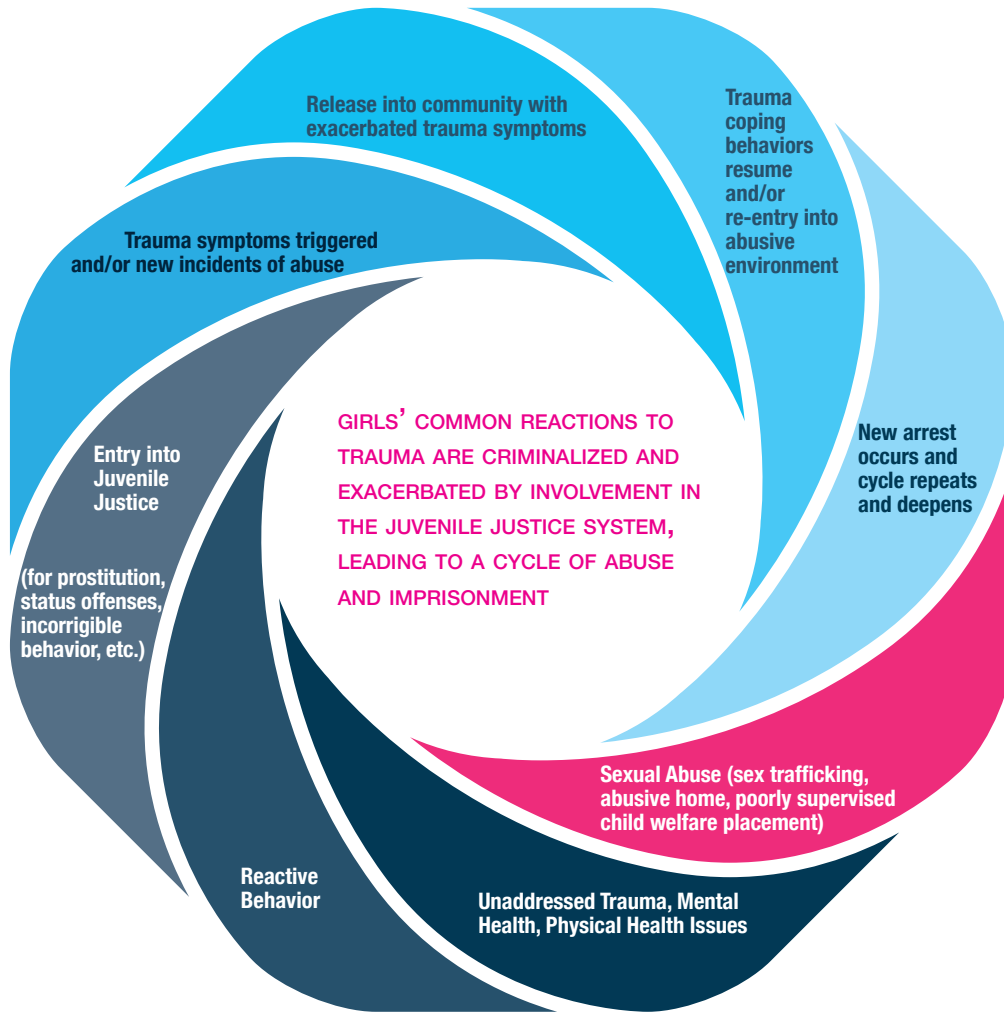 Release into community with
exacerbated trauma symptoms
Trauma
coping
behaviors
resume
and/or
re-entry into
abusive
environment
Trauma symptoms triggered
and/or new incidents of abuse
GIRLS' COMMON REACTIONS TO
TRAUMA ARE CRIMINALIZED AND
EXACERBATED BY INVOLVEMENT IN
THE JUVENILE JUSTICE SYSTEM,
LEADING TO A CYCLE OF ABUSE
AND IMPRISONMENT
New arrest
occurs and
cycle repeats
and deepens
Entry into
Juvenile
Justice
(for prostitution,
status offenses,
incorrigible
behavior, etc.)
Sexual Abuse (sex trafficking,
abusive home, poorly supervised
child welfare placement)
Reactive
Behavior
Unaddressed Trauma, Mental
Health, Physical Health Issues